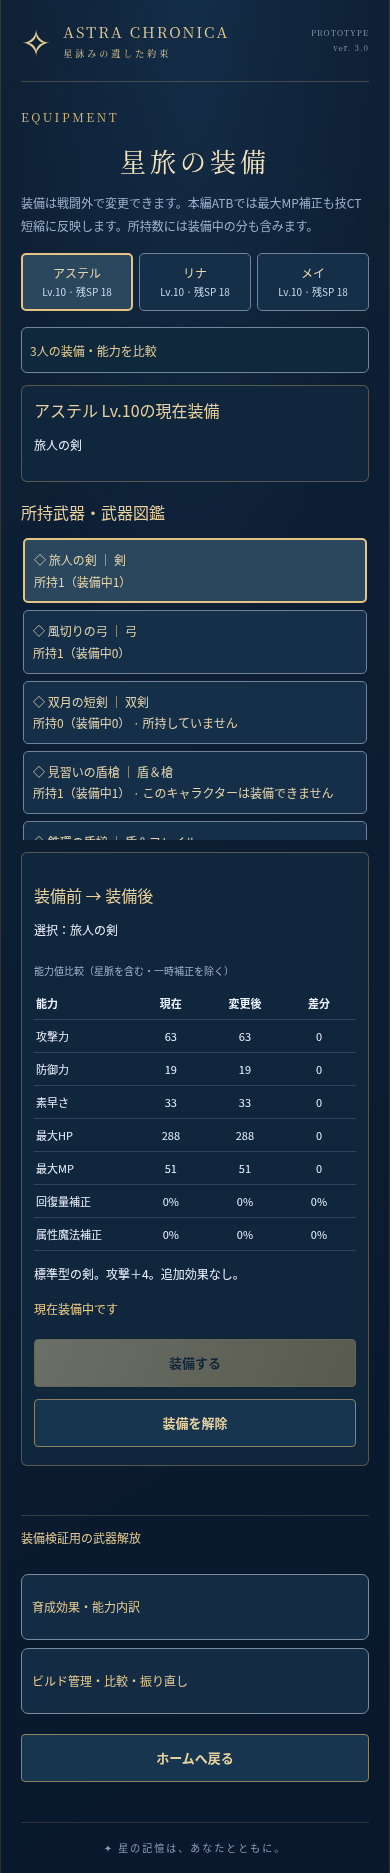 ASTRA CHRONICA
星詠みの遺した約束
PROTOTYPE
ver. 3.0
EQUIPMENT
星旅の装備
装備は戦闘外で変更できます。本編ATBでは最大MP補正も技CT
短縮に反映します。所持数には装備中の分も含みます。
アステル
Lv.10・残SP 18
リナ
Lv.10・残SP 18
メイ
Lv.10・残SP 18
3人の装備・能力を比較
アステル Lv.10の現在装備
旅人の剣
所持武器・武器図鑑
◇ 旅人の剣 | 剣
所持1（装備中1）
◇ 風切りの弓 | 弓
所持1（装備中0）
◇ 双月の短剣 | 双剣
所持0（装備中0）・所持していません
◇ 見習いの盾槍 | 盾＆槍
所持1（装備中1）・このキャラクターは装備できません
装備前 → 装備後
選択：旅人の剣
能力値比較（星脈を含む・一時補正を除く）
能力 現在 変更後 差分
攻撃力 63 63 0
防御力 19 19 0
素早さ 33 33 0
最大HP 288 288 0
最大MP 51 51 0
回復量補正 0% 0% 0%
属性魔法補正 0% 0% 0%
標準型の剣。攻撃＋4。追加効果なし。
現在装備中です
装備する
装備を解除
装備検証用の武器解放
育成効果・能力内訳
ビルド管理・比較・振り直し
ホームへ戻る
✦ 星の記憶は、あなたとともに。